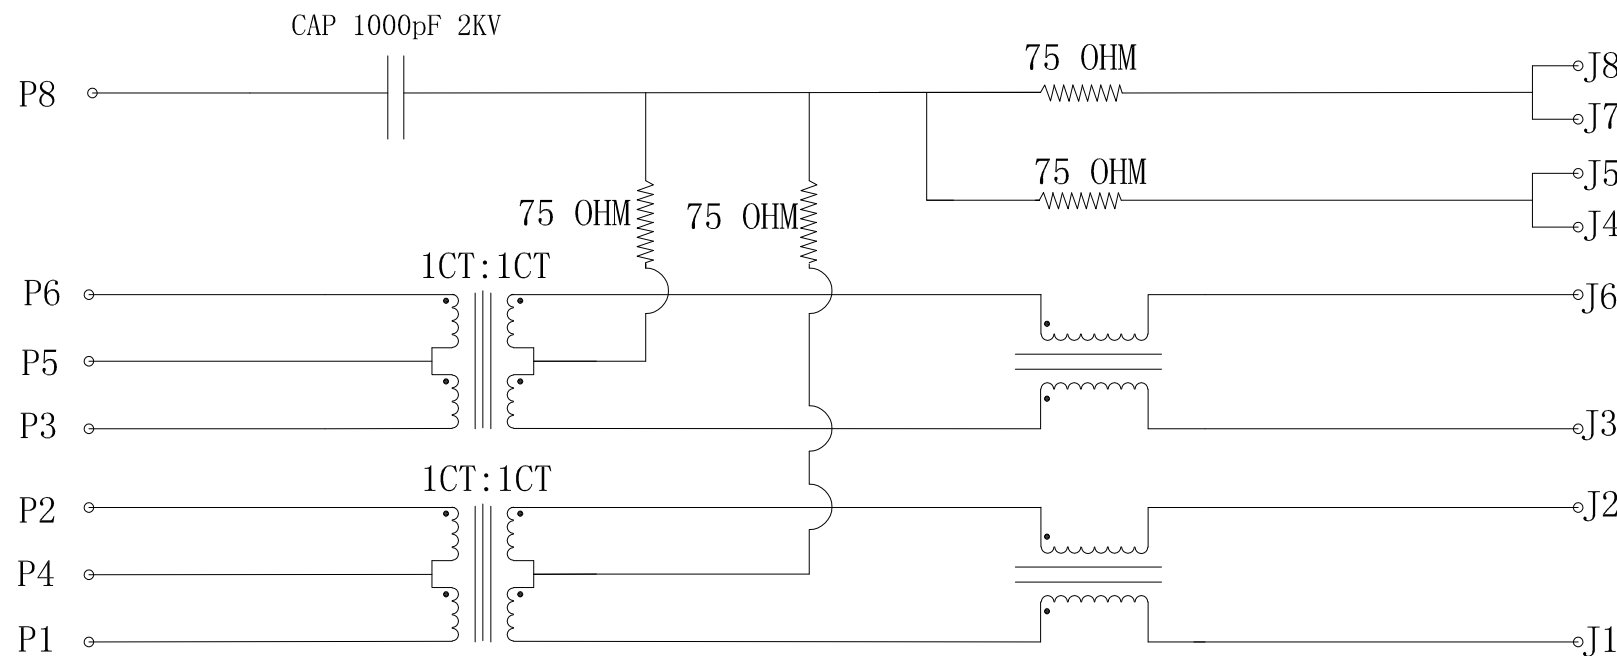 CAP 1000pF 2KV
75 OHM
J8
P8
J7
75 OHM
J5
75 OHM
75 OHM
J4
1CT:1CT
P6
J6
P5
P3
J3
1CT:1CT
P2
J2
P4
P1
J1